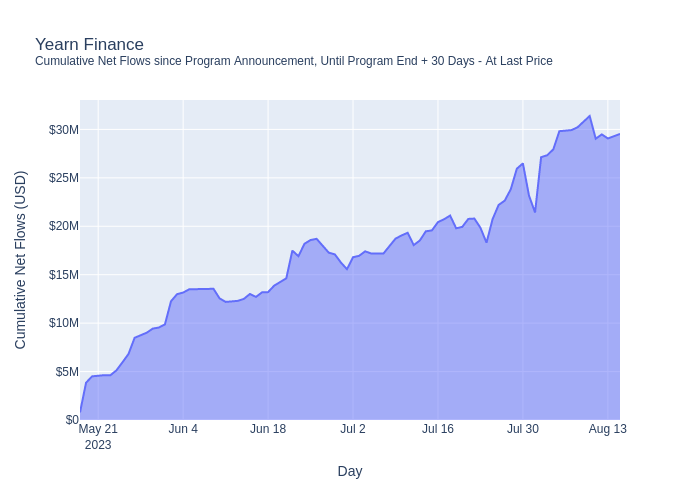 Yearn Finance
Cumulative Net Flows since Program Announcement, Until Program End + 30 Days - At Last Price
Cumulative Net Flows (USD)
$30M
$25M
$20M
$15M
$10M
$5M
$0
May 21
2023
Jun 4
Jun 18
Jul 2
Jul 16
Jul 30
Aug 13
Day